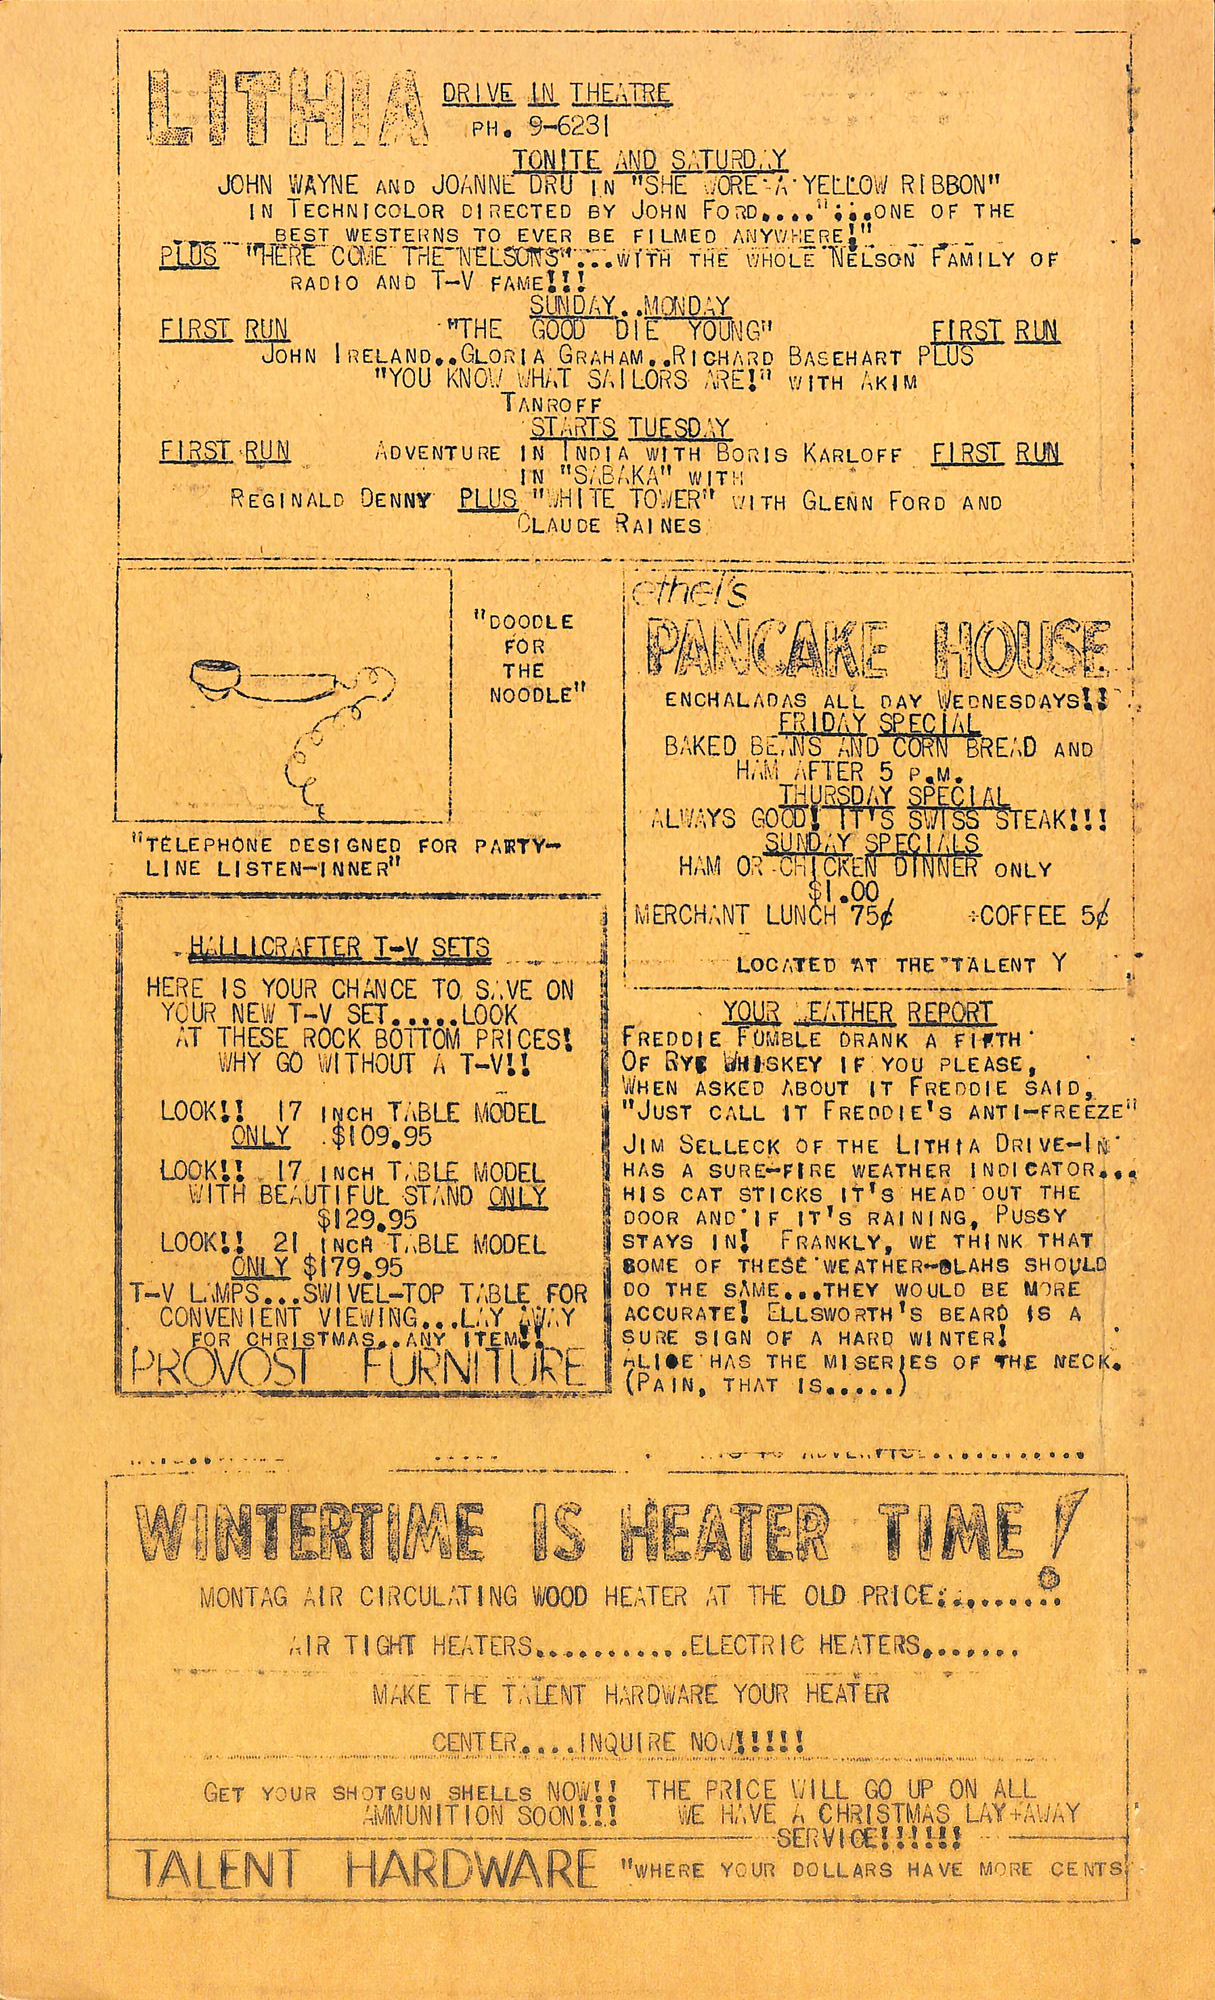 LITHIA DRIVE IN THEATRE
PH. 9-6231
TONITE AND SATURDAY
JOHN WAYNE AND JOANNE DRU IN "SHE WORE A YELLOW RIBBON"
IN TECHNICOLOR DIRECTED BY JOHN FORD...."...ONE OF THE
BEST WESTERNS TO EVER BE FILMED ANYWHERE!"
PLUS "HERE COME THE NELSONS"...WITH THE WHOLE NELSON FAMILY OF
RADIO AND T-V FAME!!!
SUNDAY..MONDAY
FIRST RUN "THE GOOD DIE YOUNG" FIRST RUN
JOHN IRELAND..GLORIA GRAHAM..RICHARD BASEHART PLUS
"YOU KNOW WHAT SAILORS ARE!" WITH AKIM
TANROFF
STARTS TUESDAY
FIRST RUN ADVENTURE IN INDIA WITH BORIS KARLOFF FIRST RUN
IN "SABAKA" WITH
REGINALD DENNY PLUS "WHITE TOWER" WITH GLENN FORD AND
CLAUDE RAINES
"DOODLE
FOR
THE
NOODLE"
"TELEPHONE DESIGNED FOR PARTY-
LINE LISTEN-INNER"
ethel's
PANCAKE HOUSE
ENCHALADAS ALL DAY WEDNESDAYS!!
FRIDAY SPECIAL
BAKED BEANS AND CORN BREAD AND
HAM AFTER 5 P.M.
THURSDAY SPECIAL
ALWAYS GOOD! IT'S SWISS STEAK!!!
SUNDAY SPECIALS
HAM OR CHICKEN DINNER ONLY
$1.00
MERCHANT LUNCH 75¢ COFFEE 5¢
LOCATED AT THE TALENT Y
HALLICRAFTER T-V SETS
HERE IS YOUR CHANCE TO SAVE ON
YOUR NEW T-V SET.....LOOK
AT THESE ROCK BOTTOM PRICES!
WHY GO WITHOUT A T-V!!
LOOK!! 17 INCH TABLE MODEL
ONLY $109.95
LOOK!! 17 INCH TABLE MODEL
WITH BEAUTIFUL STAND ONLY
$129.95
LOOK!! 21 INCH TABLE MODEL
ONLY $179.95
T-V LAMPS...SWIVEL-TOP TABLE FOR
CONVENIENT VIEWING...LAY AWAY
FOR CHRISTMAS..ANY ITEM!!
PROVOST FURNITURE
YOUR WEATHER REPORT
FREDDIE FUMBLE DRANK A FIFTH
OF RYE WHISKEY IF YOU PLEASE,
WHEN ASKED ABOUT IT FREDDIE SAID,
"JUST CALL IT FREDDIE'S ANTI-FREEZE"
JIM SELLECK OF THE LITHIA DRIVE-IN
HAS A SURE-FIRE WEATHER INDICATOR...
HIS CAT STICKS IT'S HEAD OUT THE
DOOR AND IF IT'S RAINING, PUSSY
STAYS IN! FRANKLY, WE THINK THAT
SOME OF THESE WEATHER-BLAHS SHOULD
DO THE SAME...THEY WOULD BE MORE
ACCURATE! ELLSWORTH'S BEARD IS A
SURE SIGN OF A HARD WINTER!
ALICE HAS THE MISERIES OF THE NECK.
(PAIN, THAT IS.....)
WINTERTIME IS HEATER TIME!
MONTAG AIR CIRCULATING WOOD HEATER AT THE OLD PRICE:........
AIR TIGHT HEATERS...........ELECTRIC HEATERS.......
MAKE THE TALENT HARDWARE YOUR HEATER
CENTER....INQUIRE NOW!!!!!
GET YOUR SHOTGUN SHELLS NOW!! THE PRICE WILL GO UP ON ALL
AMMUNITION SOON!!! WE HAVE A CHRISTMAS LAY-AWAY
SERVICE!!!!!!
TALENT HARDWARE "WHERE YOUR DOLLARS HAVE MORE CENTS